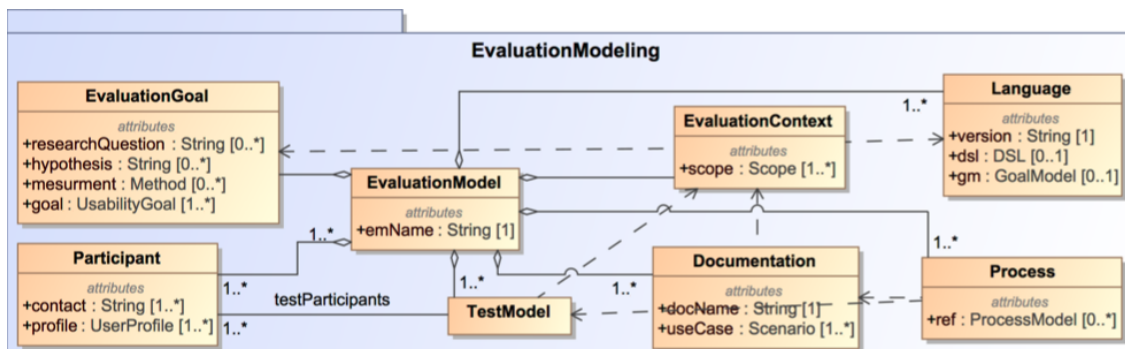 EvaluationModeling
EvaluationGoal
attributes
+researchQuestion : String [0..*]
+hypothesis : String [0..*]
+mesurment : Method [0..*]
+goal : UsabilityGoal [1..*]
Language
attributes
+version : String [1]
+dsl : DSL [0..1]
+gm : GoalModel [0..1]
1..*
EvaluationContext
attributes
+scope : Scope [1..*]
EvaluationModel
attributes
+emName : String [1]
1..*
Participant
attributes
+contact : String [1..*]
+profile : UserProfile [1..*]
1..*
1..*
testParticipants
1..*
TestModel
1..*
Documentation
attributes
+docName : String [1]
+useCase : Scenario [1..*]
1..*
Process
attributes
+ref : ProcessModel [0..*]